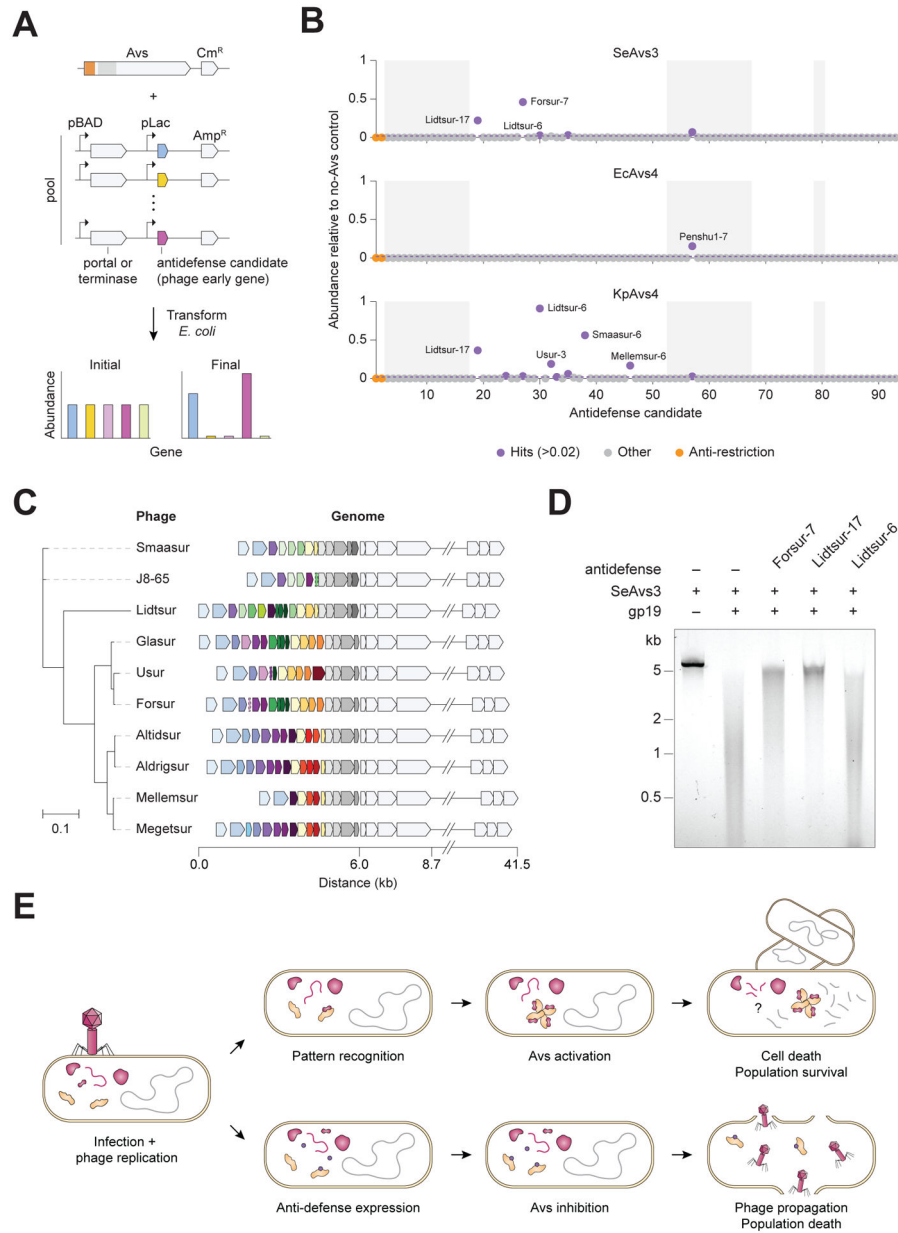 A
Avs
CmR
+
pBAD
pLac
AmpR
pool
portal or
terminase
antidefense candidate
(phage early gene)
Transform
E. coli
Initial
Final
Abundance
Gene
B
Abundance relative to no-Avs control
SeAvs3
1
0.5
0
Lidtsur-17
Forsur-7
Lidtsur-6
EcAvs4
1
0.5
0
Penshu1-7
KpAvs4
1
0.5
0
Lidtsur-17
Lidtsur-6
Usur-3
Smaasur-6
Mellemsur-6
10 20 30 40 50 60 70 80 90
Antidefense candidate
Hits (>0.02) Other Anti-restriction
C
Phage Genome
Smaasur
J8-65
Lidtsur
Glasur
Usur
Forsur
Altidsur
Aldrigsur
Mellemsur
Megetsur
0.1
0.0 6.0 8.7 41.5
Distance (kb)
D
antidefense – – Forsur-7 Lidtsur-17 Lidtsur-6
SeAvs3 + + + + +
gp19 – + + + +
kb
5
2
1
0.5
E
Infection +
phage replication
Pattern recognition
Avs activation
?
Cell death
Population survival
Anti-defense expression
Avs inhibition
Phage propagation
Population death